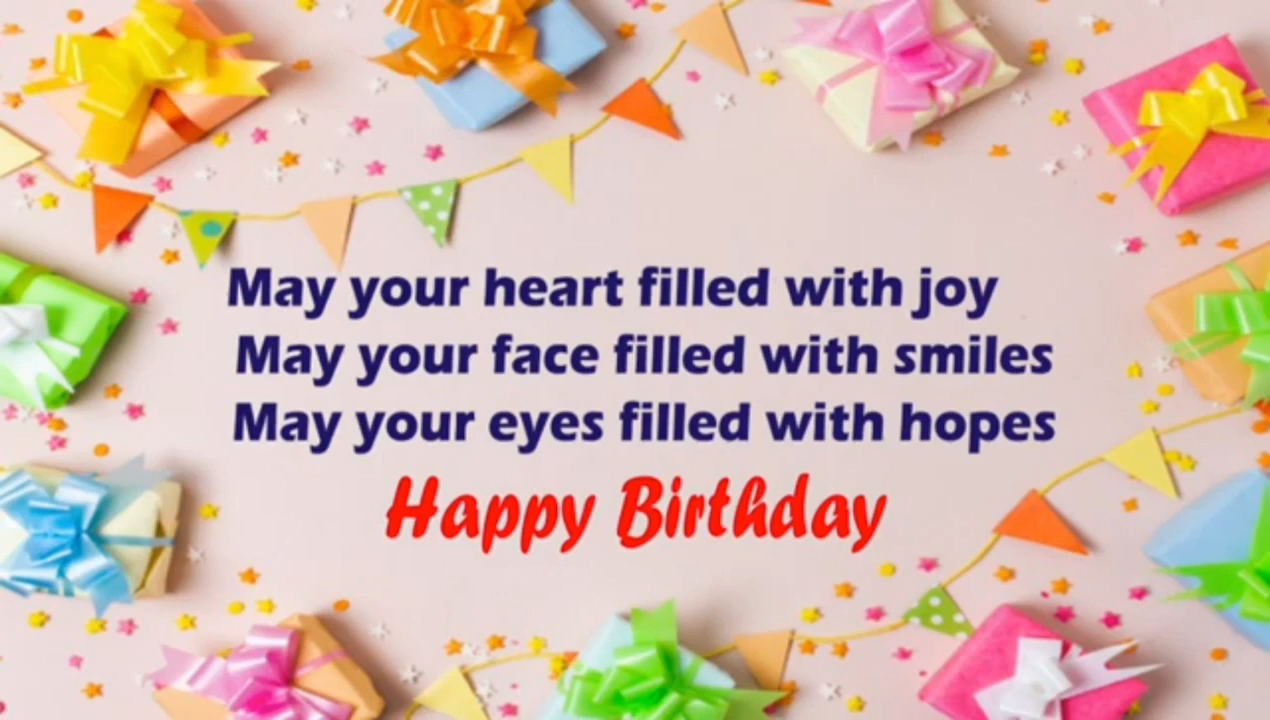 May your heart filled with joy
May your face filled with smiles
May your eyes filled with hopes
Happy Birthday